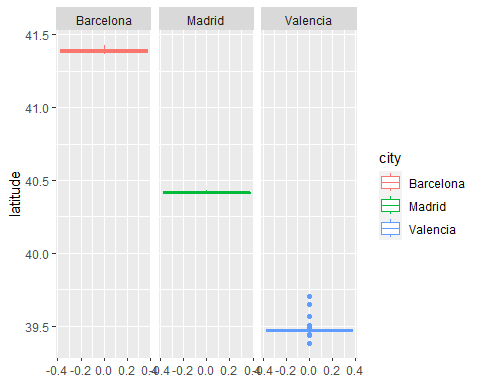 Barcelona Madrid Valencia
41.5
41.0
40.5
40.0
39.5
latitude
-0.4 -0.2 0.0 0.2 0.4 -0.4 -0.2 0.0 0.2 0.4 -0.4 -0.2 0.0 0.2 0.4
city
Barcelona
Madrid
Valencia